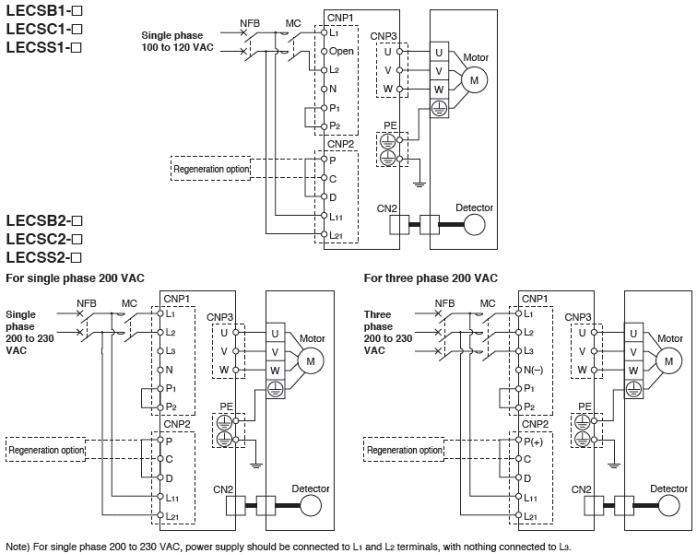 LECSB1-□
LECSC1-□
LECSS1-□
Single phase
100 to 120 VAC
NFB
MC
CNP1
L1
Open
L2
N
P1
P2
CNP2
P
C
D
L11
L21
Regeneration option
CNP3
U
V
W
PE
CN2
U
V
W
Motor
M
Detector
LECSB2-□
LECSC2-□
LECSS2-□
For single phase 200 VAC
Single
phase
200 to 230
VAC
NFB
MC
CNP1
L1
L2
L3
N
P1
P2
CNP2
P
C
D
L11
L21
Regeneration option
CNP3
U
V
W
PE
CN2
U
V
W
Motor
M
Detector
For three phase 200 VAC
Three
phase
200 to 230
VAC
NFB
MC
CNP1
L1
L2
L3
N(−)
P1
P2
CNP2
P(+)
C
D
L11
L21
Regeneration option
CNP3
U
V
W
PE
CN2
U
V
W
Motor
M
Detector
Note) For single phase 200 to 230 VAC, power supply should be connected to L1 and L2 terminals, with nothing connected to L3.